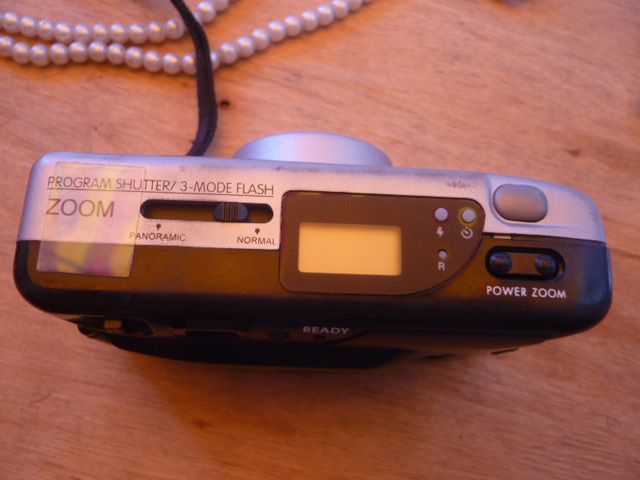 PROGRAM SHUTTER/ 3-MODE FLASH
ZOOM
PANORAMIC
NORMAL
R
POWER ZOOM
READY